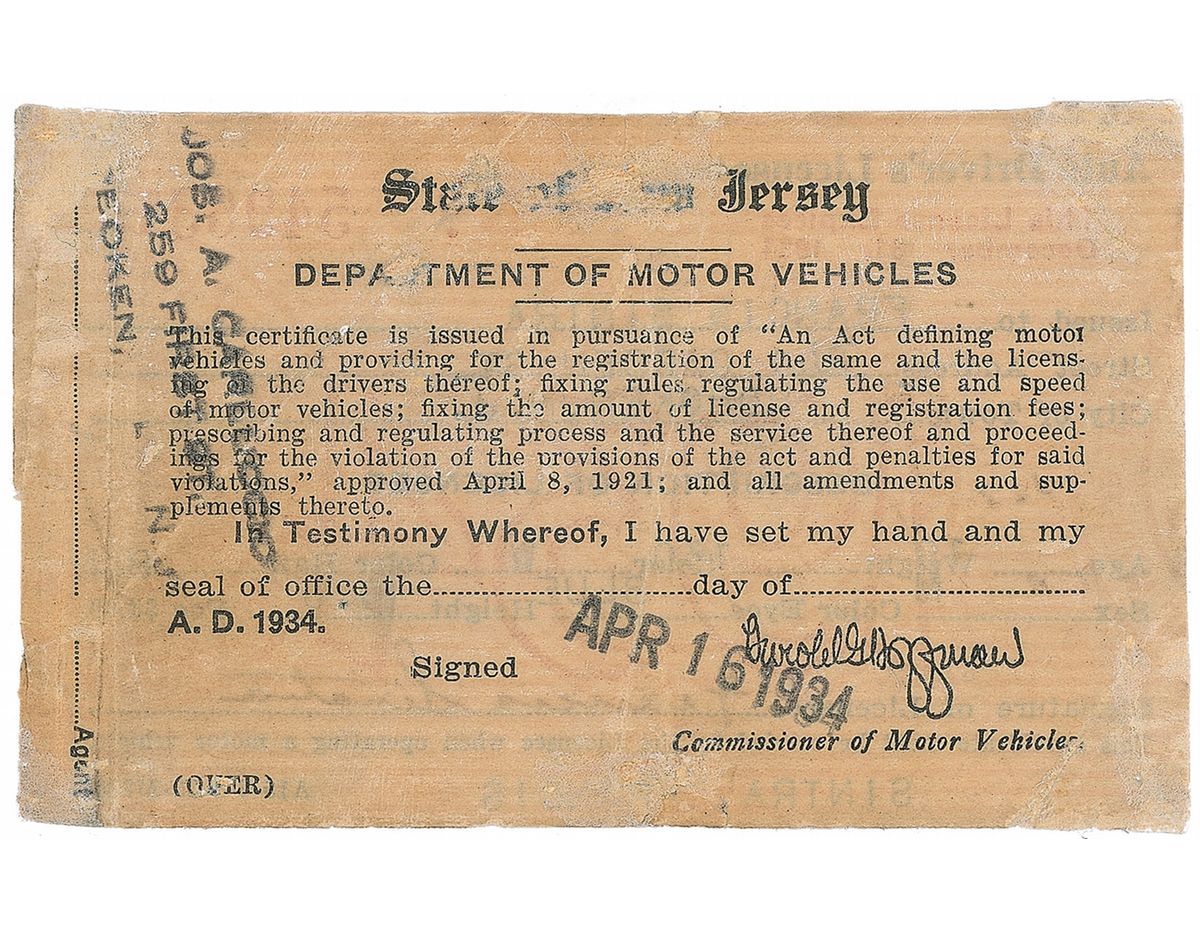 State of New Jersey
DEPARTMENT OF MOTOR VEHICLES
This certificate is issued in pursuance of "An Act defining motor
vehicles and providing for the registration of the same and the licens-
ing of the drivers thereof; fixing rules regulating the use and speed
of motor vehicles; fixing the amount of license and registration fees;
prescribing and regulating process and the service thereof and proceed-
ings for the violation of the provisions of the act and penalties for said
violations," approved April 8, 1921; and all amendments and sup-
plements thereto.
In Testimony Whereof, I have set my hand and my
seal of office the day of
A. D. 1934.
APR 16 1934
Signed Harold G Hoffman
Commissioner of Motor Vehicles.
(OVER)
Agent
JOS. A.
259 FIRST
N. J.